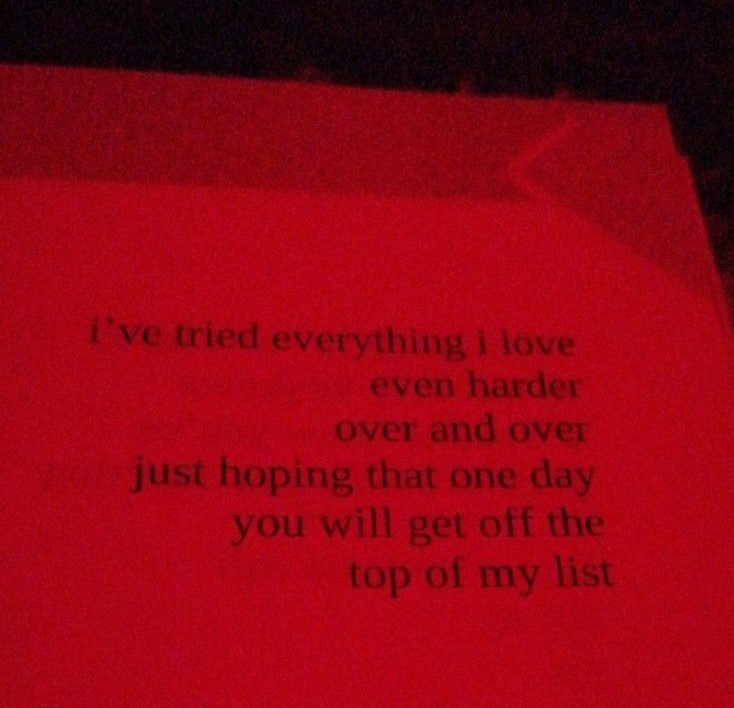 i've tried everything i love
even harder
over and over
just hoping that one day
you will get off the
top of my list